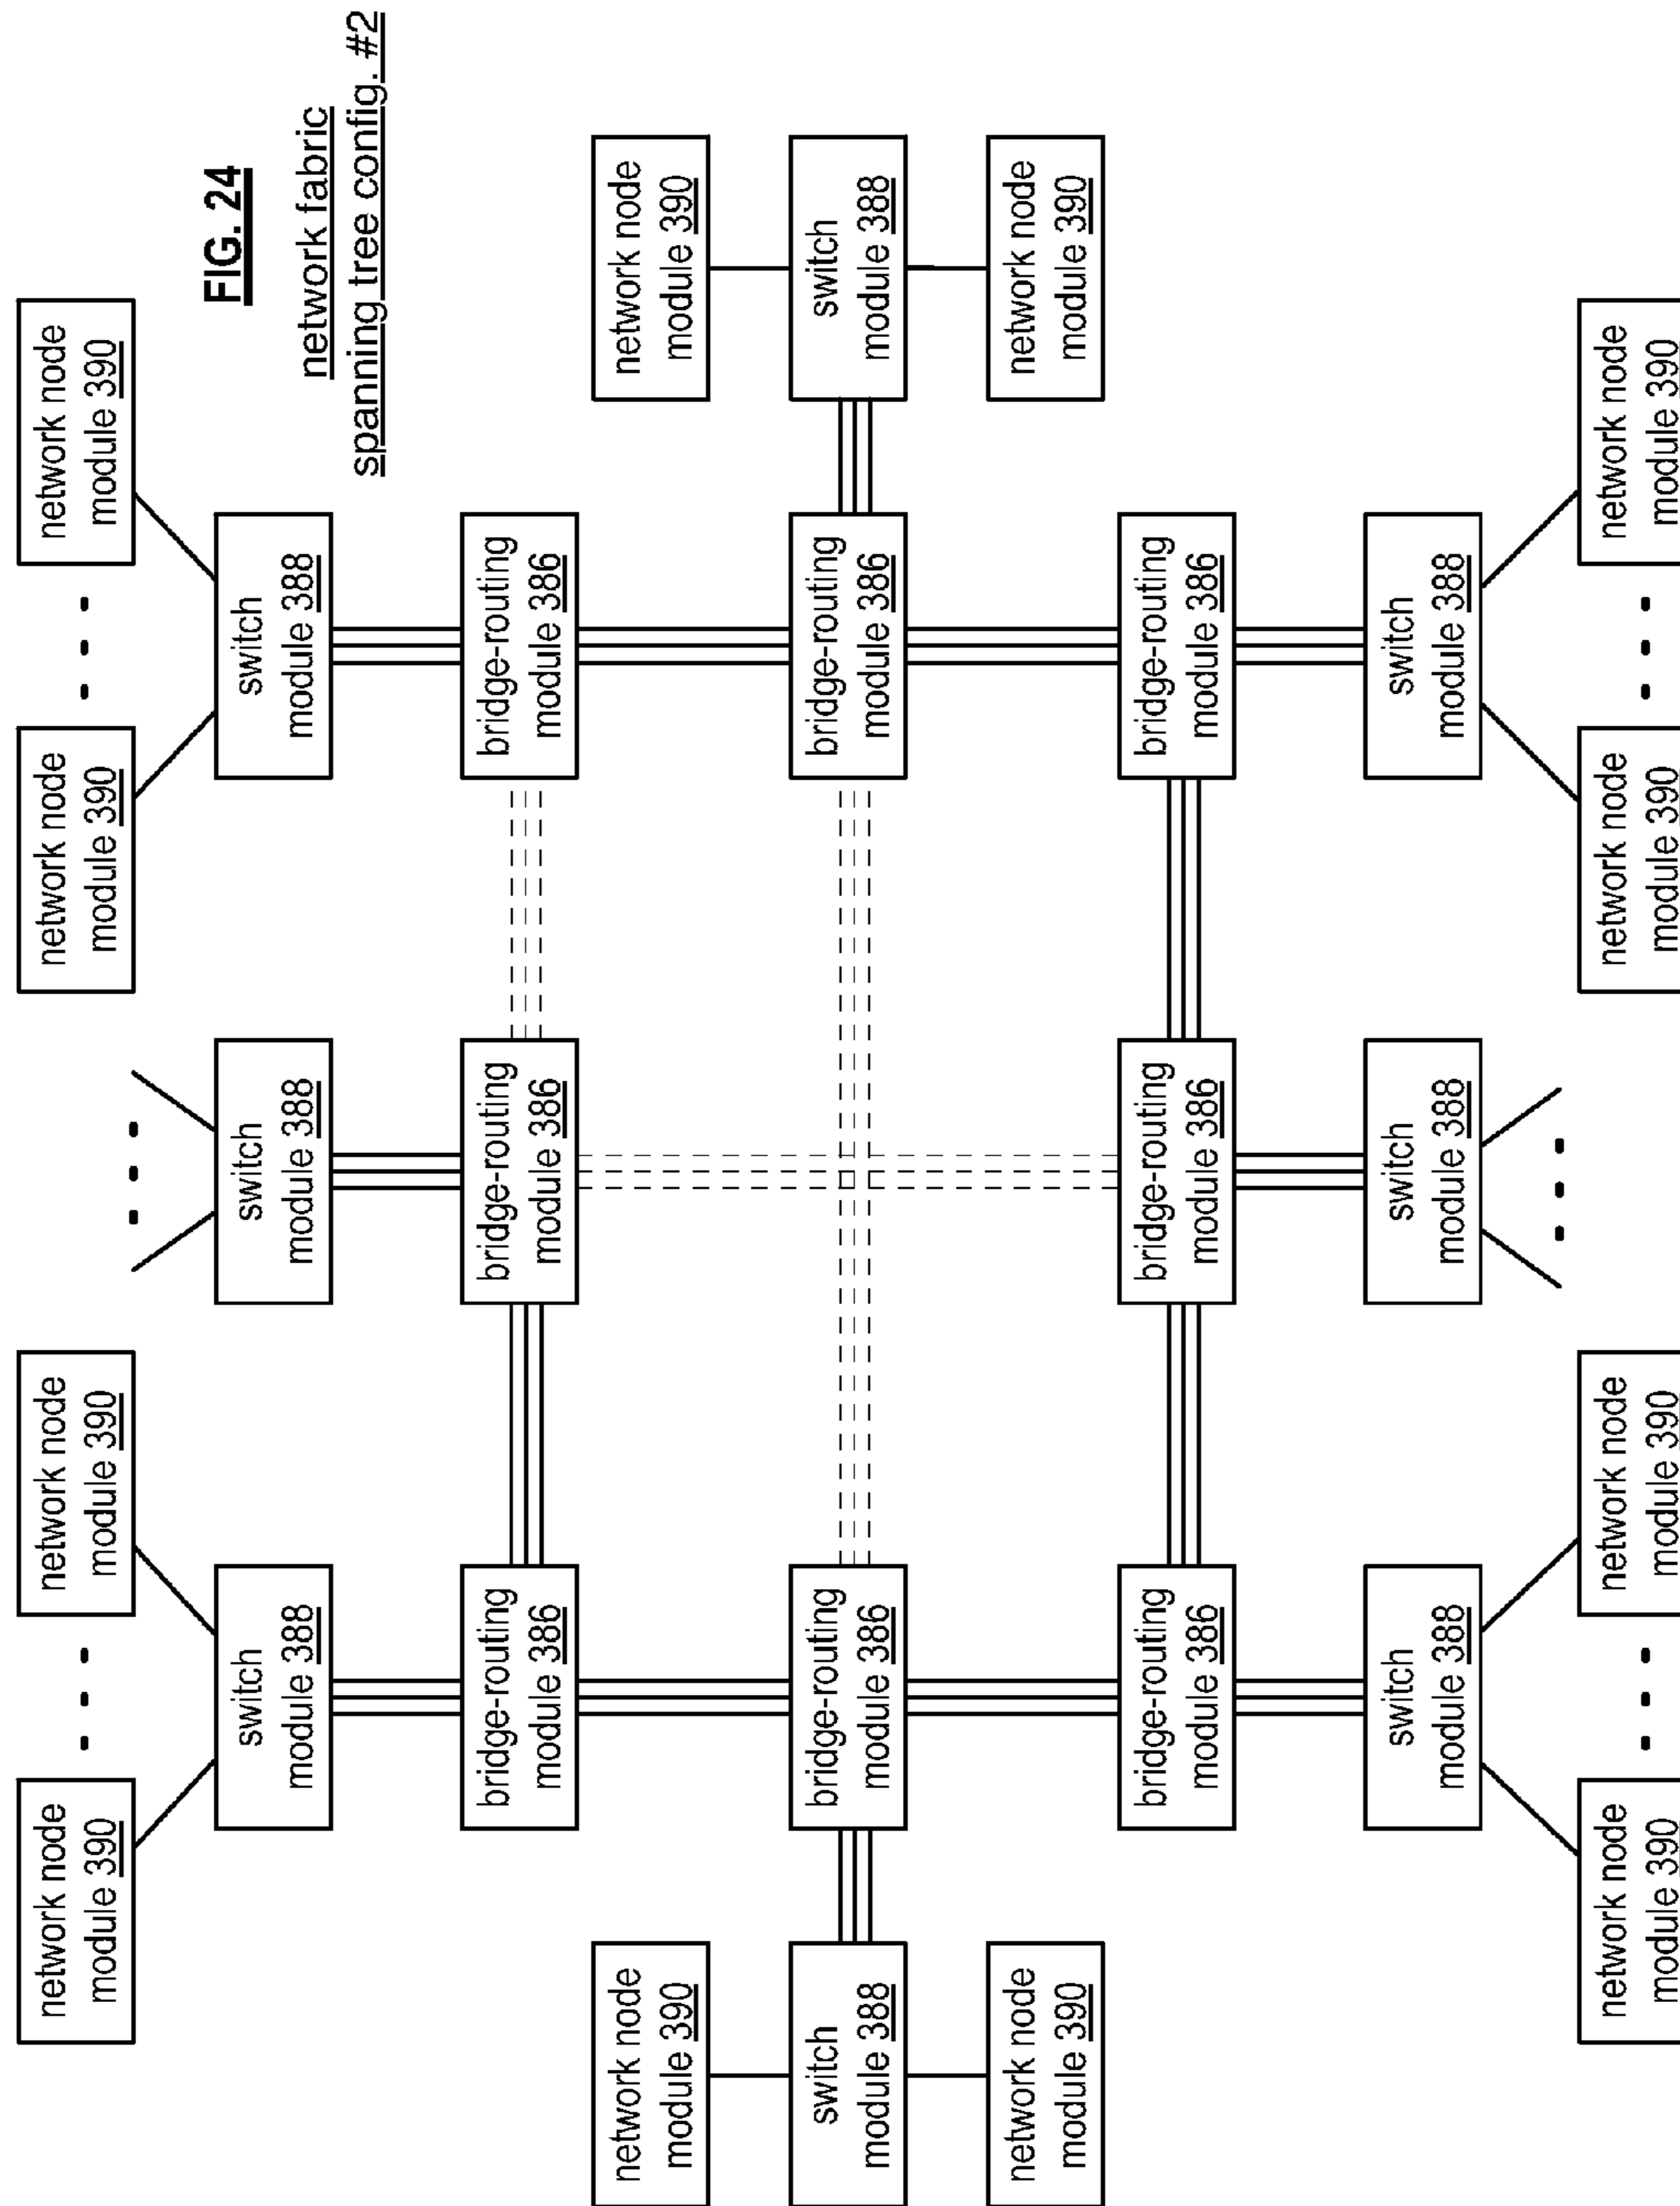 network node
module 390
network node
module 390
network node
module 390
network node
module 390
FIG. 24
network fabric
spanning tree config. #2
switch
module 388
switch
module 388
switch
module 388
bridge-routing
module 386
bridge-routing
module 386
bridge-routing
module 386
network node
module 390
network node
module 390
switch
module 388
bridge-routing
module 386
bridge-routing
module 386
switch
module 388
network node
module 390
network node
module 390
bridge-routing
module 386
bridge-routing
module 386
bridge-routing
module 386
switch
module 388
switch
module 388
switch
module 388
network node
module 390
network node
module 390
network node
module 390
network node
module 390